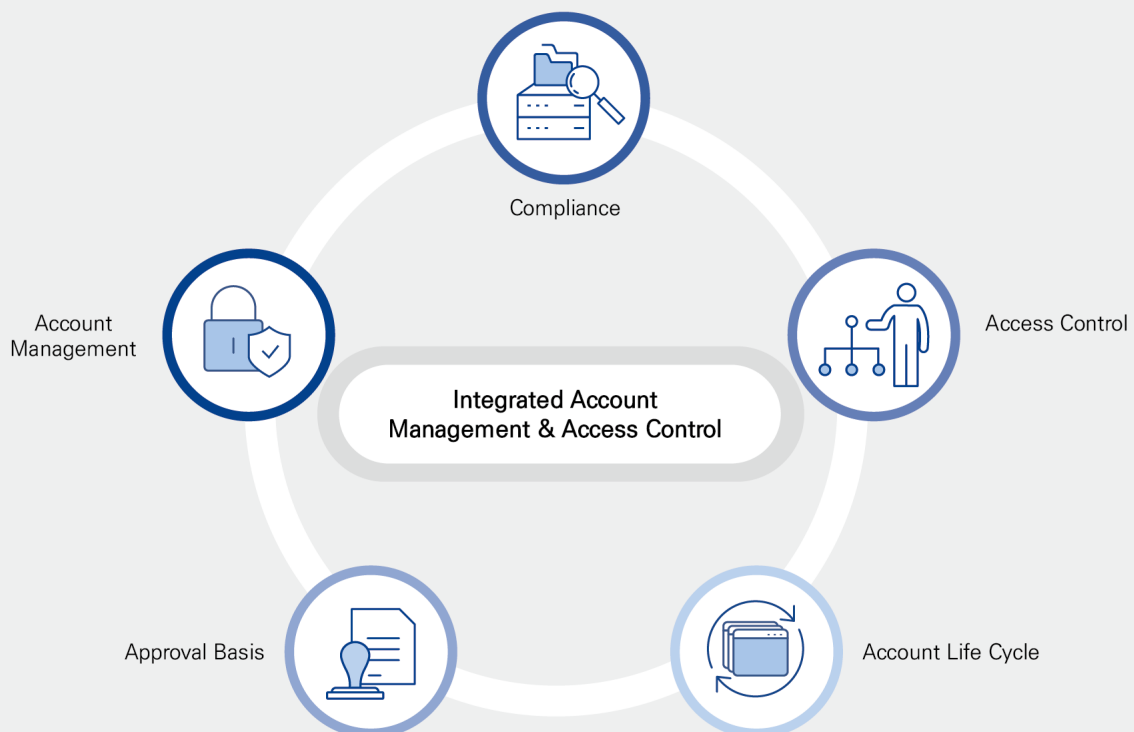 Compliance
Account
Management
Access Control
Integrated Account
Management & Access Control
Approval Basis
Account Life Cycle